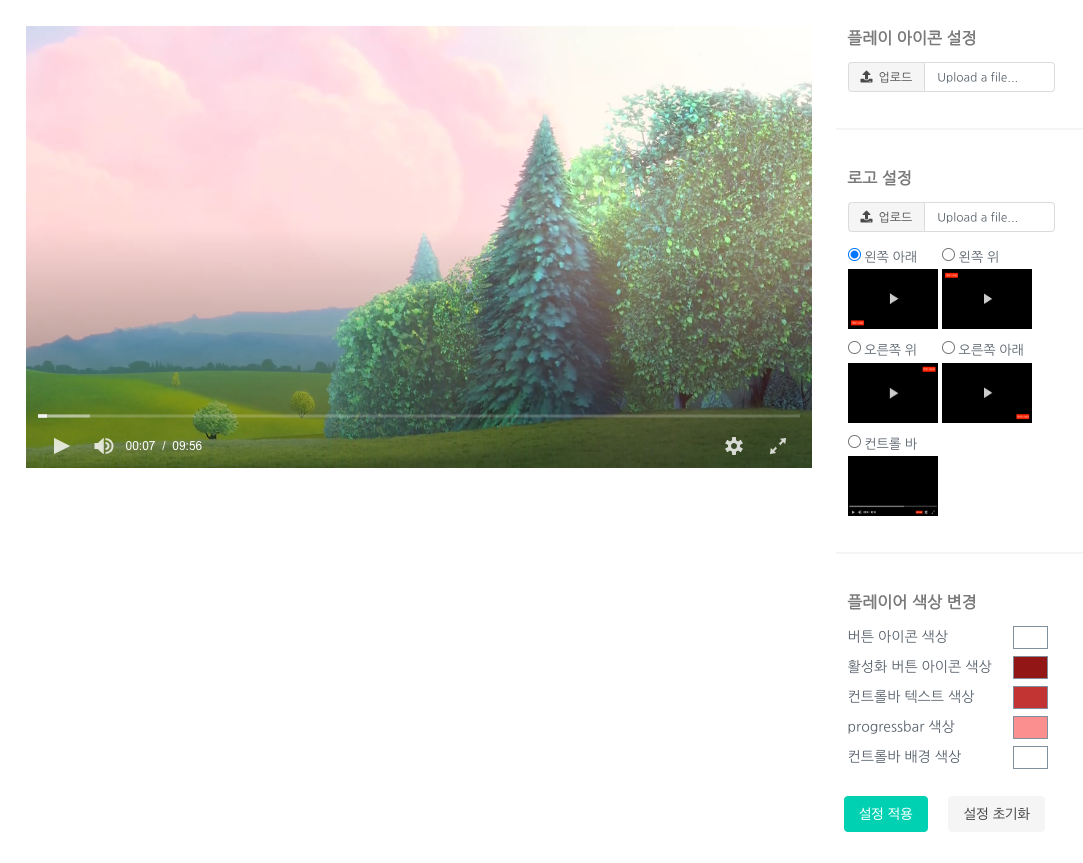 플레이 아이콘 설정
업로드 Upload a file...
로고 설정
업로드 Upload a file...
왼쪽 아래 왼쪽 위
오른쪽 위 오른쪽 아래
컨트롤 바
00:07 / 09:56
플레이어 색상 변경
버튼 아이콘 색상
활성화 버튼 아이콘 색상
컨트롤바 텍스트 색상
progressbar 색상
컨트롤바 배경 색상
설정 적용 설정 초기화